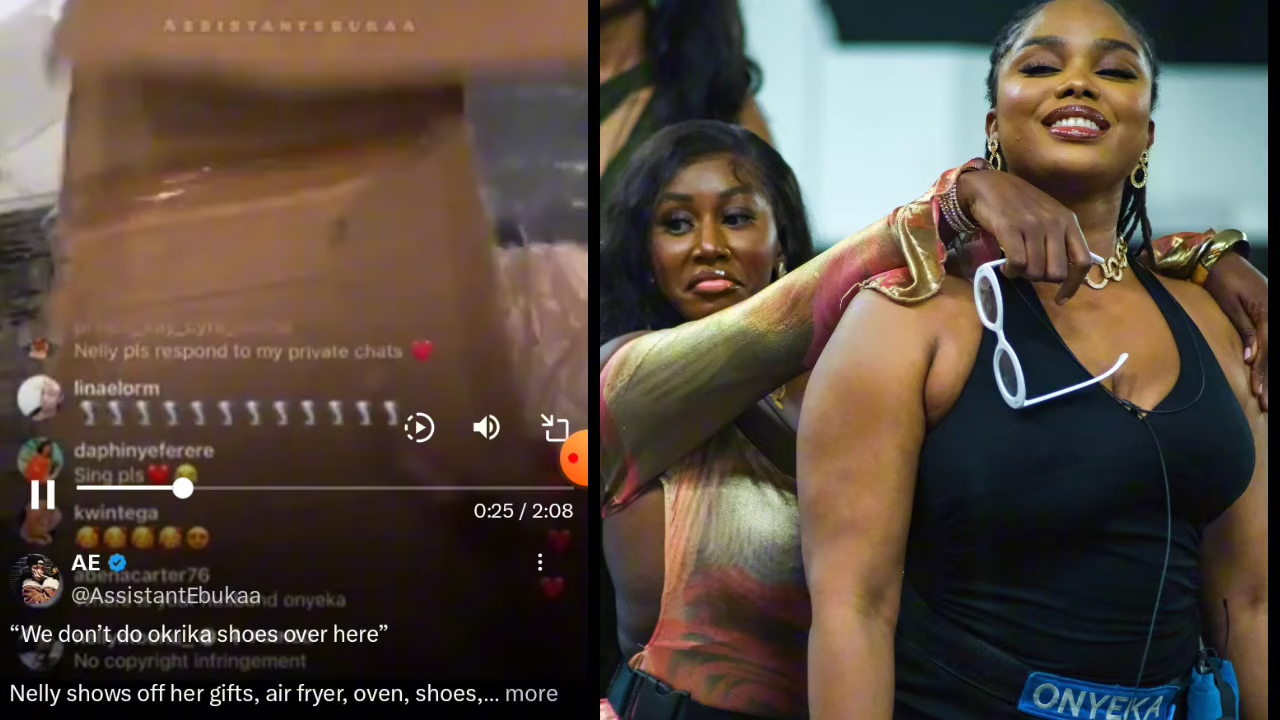 ASSISTANTEBUKAA
Nelly pls respond to my private chats
linaelorm
daphinyeferere
Sing pls
0:25 / 2:08
kwintega
AE
abenacarter76
@AssistantEbukaa
husband onyeka
“We don’t do okrika shoes over here”
No copyright infringement
Nelly shows off her gifts, air fryer, oven, shoes,... more
ONYEKA